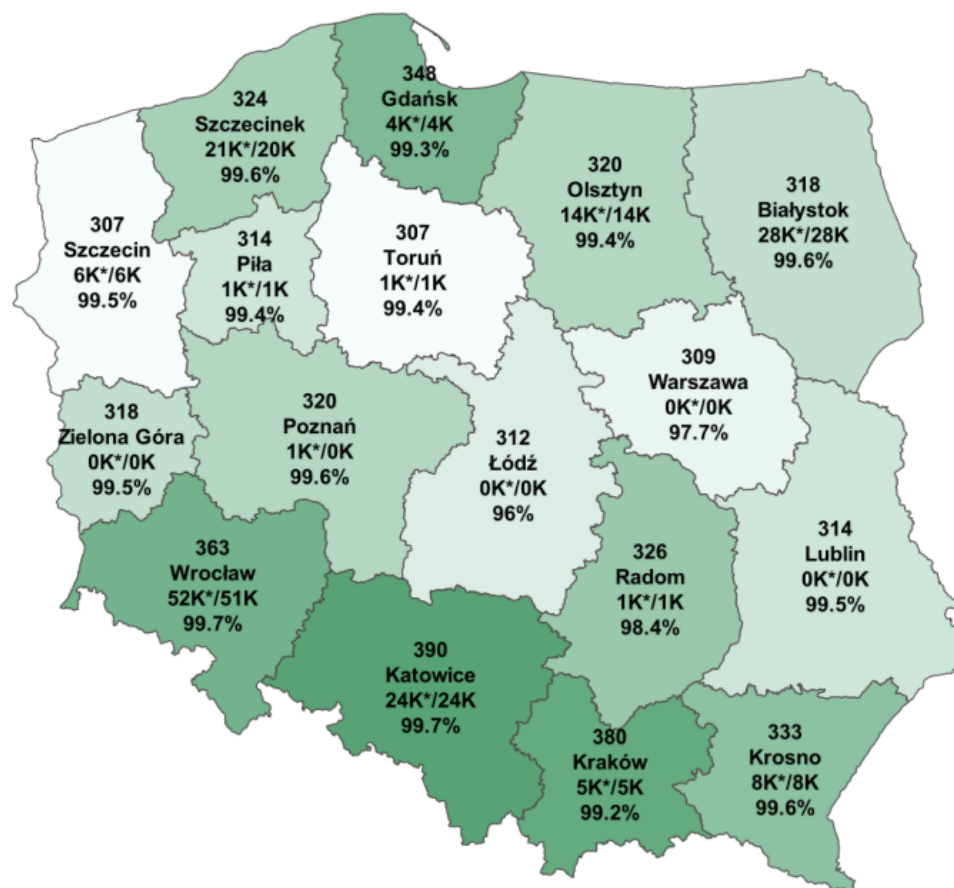 348
Gdańsk
4K*/4K
99.3%
324
Szczecinek
21K*/20K
99.6%
320
Olsztyn
14K*/14K
99.4%
318
Białystok
28K*/28K
99.6%
307
Szczecin
6K*/6K
99.5%
314
Piła
1K*/1K
99.4%
307
Toruń
1K*/1K
99.4%
309
Warszawa
0K*/0K
97.7%
318
Zielona Góra
0K*/0K
99.5%
320
Poznań
1K*/0K
99.6%
312
Łódź
0K*/0K
96%
314
Lublin
0K*/0K
99.5%
363
Wrocław
52K*/51K
99.7%
326
Radom
1K*/1K
98.4%
390
Katowice
24K*/24K
99.7%
380
Kraków
5K*/5K
99.2%
333
Krosno
8K*/8K
99.6%